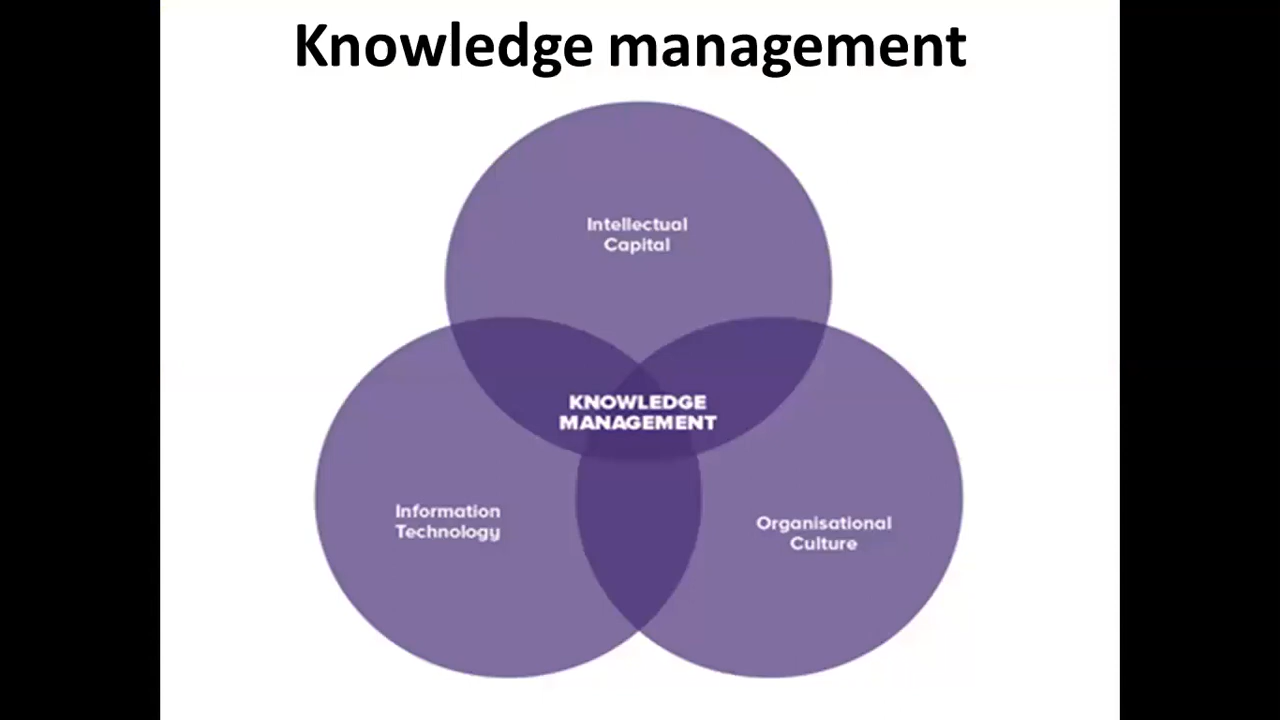 Knowledge management
Intellectual
Capital
KNOWLEDGE
MANAGEMENT
Information
Technology
Organisational
Culture